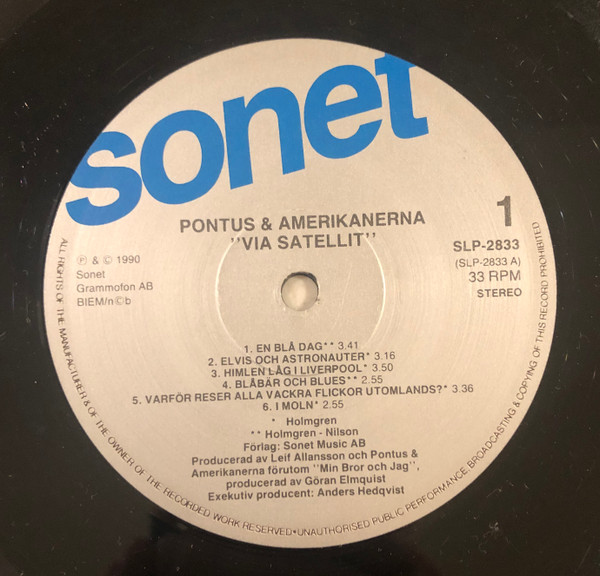 sonet
PONTUS & AMERIKANERNA
"VIA SATELLIT"
1
SLP-2833
(SLP-2833 A)
33 RPM
STEREO
℗ & © 1990
Sonet
Grammofon AB
BIEM/n©b
1. EN BLÅ DAG** 3.41
2. ELVIS OCH ASTRONAUTER* 3.16
3. HIMLEN LÅG I LIVERPOOL* 3.50
4. BLÅBÄR OCH BLUES** 2.55
5. VARFÖR RESER ALLA VACKRA FLICKOR UTOMLANDS?* 3.36
6. I MOLN* 2.55
* Holmgren
** Holmgren - Nilson
Förlag: Sonet Music AB
Producerad av Leif Allansson och Pontus &
Amerikanerna förutom "Min Bror och Jag",
producerad av Göran Elmquist
Exekutiv producent: Anders Hedqvist
ALL RIGHTS OF THE MANUFACTURER & OF THE OWNER OF THE RECORDED WORK RESERVED•UNAUTHORISED PUBLIC PERFORMANCE BROADCASTING & COPYING OF THIS RECORD PROHIBITED